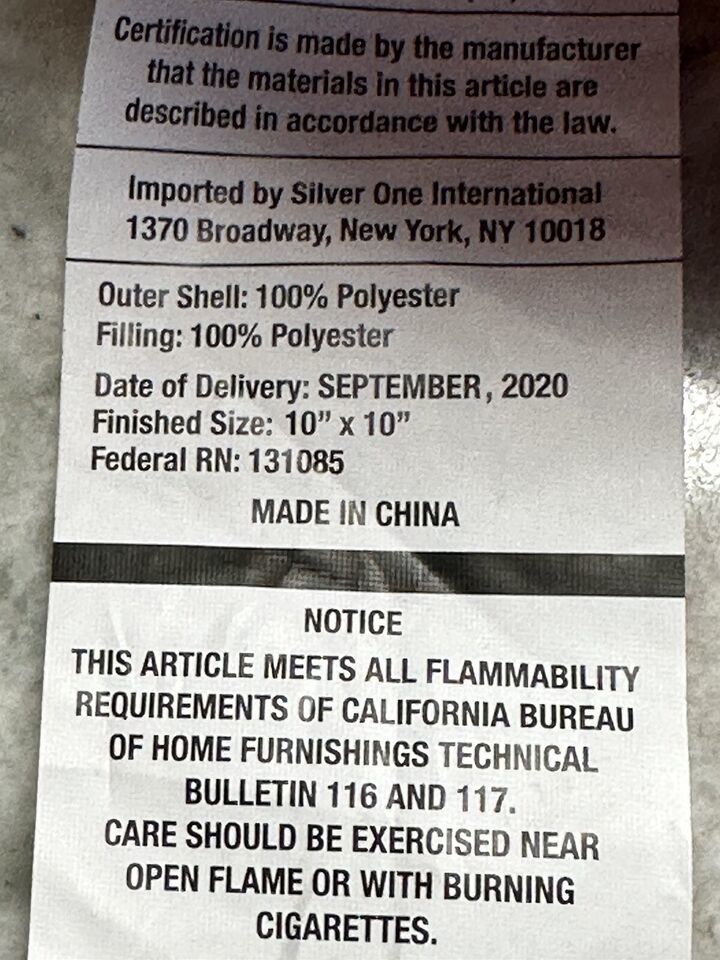 Certification is made by the manufacturer
that the materials in this article are
described in accordance with the law.
Imported by Silver One International
1370 Broadway, New York, NY 10018
Outer Shell: 100% Polyester
Filling: 100% Polyester
Date of Delivery: SEPTEMBER, 2020
Finished Size: 10” x 10”
Federal RN: 131085
MADE IN CHINA
NOTICE
THIS ARTICLE MEETS ALL FLAMMABILITY
REQUIREMENTS OF CALIFORNIA BUREAU
OF HOME FURNISHINGS TECHNICAL
BULLETIN 116 AND 117.
CARE SHOULD BE EXERCISED NEAR
OPEN FLAME OR WITH BURNING
CIGARETTES.